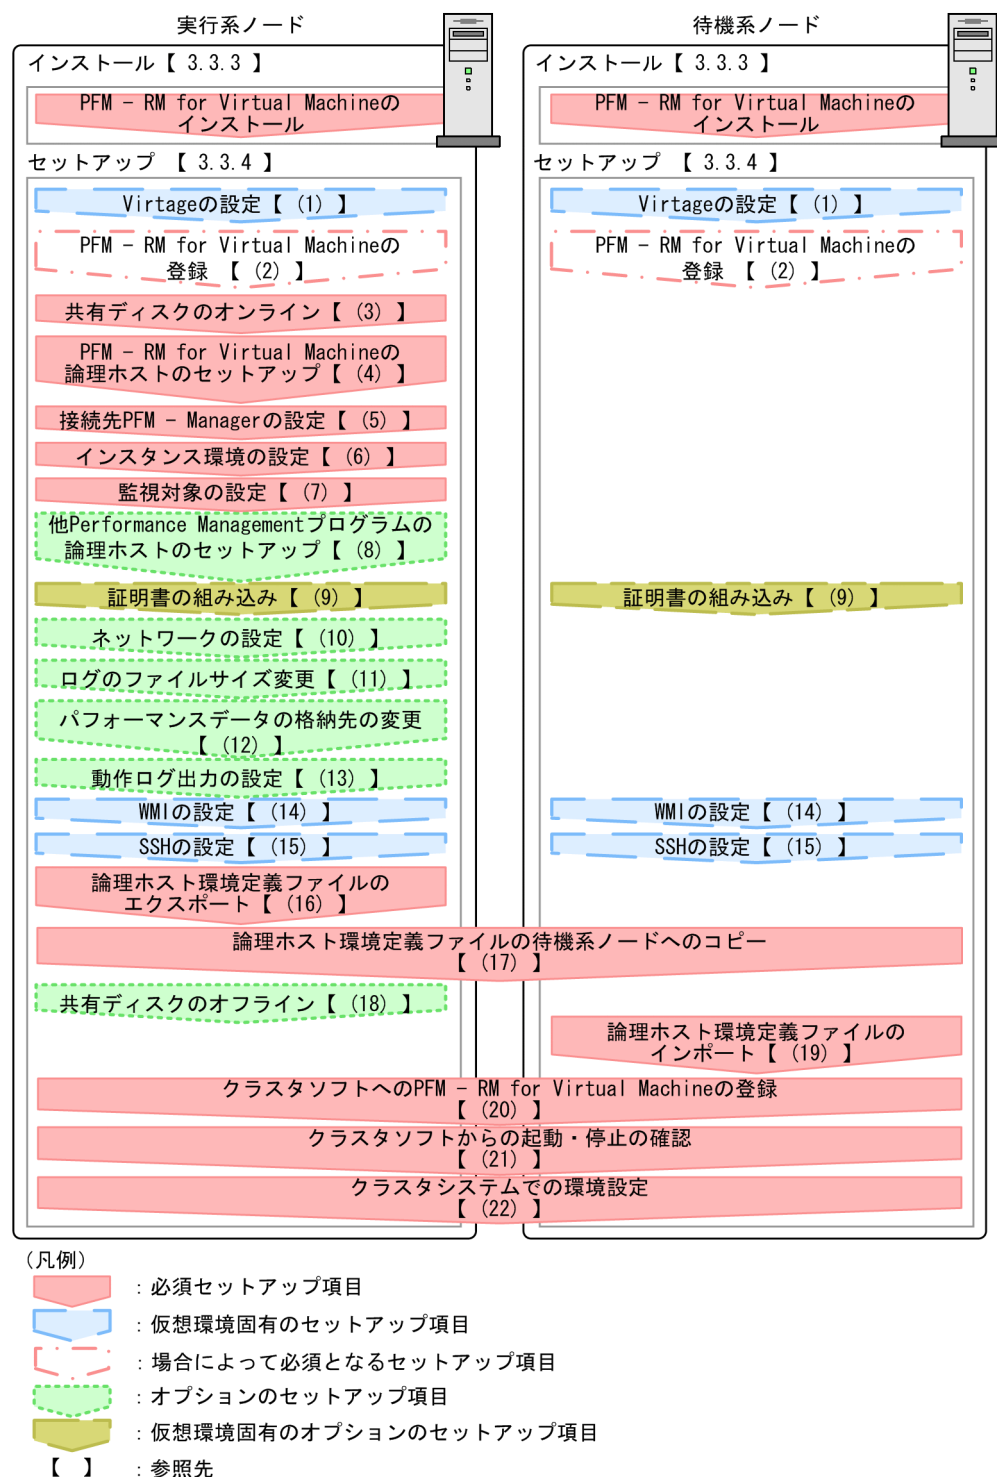 実行系ノード
待機系ノード
インストール【 3.3.3 】
PFM － RM for Virtual Machineの
インストール
セットアップ 【 3.3.4 】
Virtageの設定【 (1) 】
PFM － RM for Virtual Machineの
登録 【 (2) 】
共有ディスクのオンライン【 (3) 】
PFM － RM for Virtual Machineの
論理ホストのセットアップ【 (4) 】
接続先PFM － Managerの設定【 (5) 】
インスタンス環境の設定【 (6) 】
監視対象の設定【 (7) 】
他Performance Managementプログラムの
論理ホストのセットアップ【 (8) 】
証明書の組み込み【 (9) 】
ネットワークの設定【 (10) 】
ログのファイルサイズ変更【 (11) 】
パフォーマンスデータの格納先の変更
【 (12) 】
動作ログ出力の設定【 (13) 】
WMIの設定【 (14) 】
SSHの設定【 (15) 】
論理ホスト環境定義ファイルの
エクスポート【 (16) 】
インストール【 3.3.3 】
PFM － RM for Virtual Machineの
インストール
セットアップ 【 3.3.4 】
Virtageの設定【 (1) 】
PFM － RM for Virtual Machineの
登録 【 (2) 】
証明書の組み込み【 (9) 】
WMIの設定【 (14) 】
SSHの設定【 (15) 】
論理ホスト環境定義ファイルの待機系ノードへのコピー
【 (17) 】
共有ディスクのオフライン【 (18) 】
論理ホスト環境定義ファイルの
インポート【 (19) 】
クラスタソフトへのPFM － RM for Virtual Machineの登録
【 (20) 】
クラスタソフトからの起動・停止の確認
【 (21) 】
クラスタシステムでの環境設定
【 (22) 】
(凡例)
：必須セットアップ項目
：仮想環境固有のセットアップ項目
：場合によって必須となるセットアップ項目
：オプションのセットアップ項目
：仮想環境固有のオプションのセットアップ項目
【 】 ：参照先